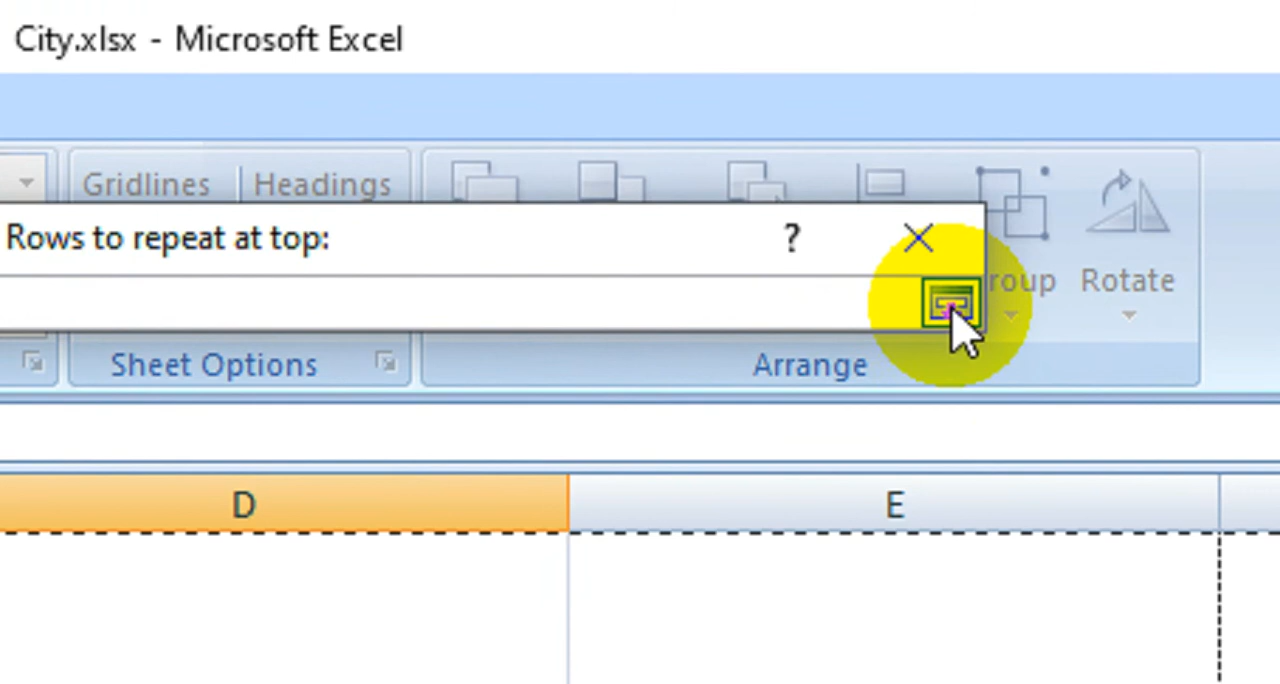 City.xlsx - Microsoft Excel
Gridlines Headings
Rows to repeat at top: ?
roup Rotate
Sheet Options Arrange
D E